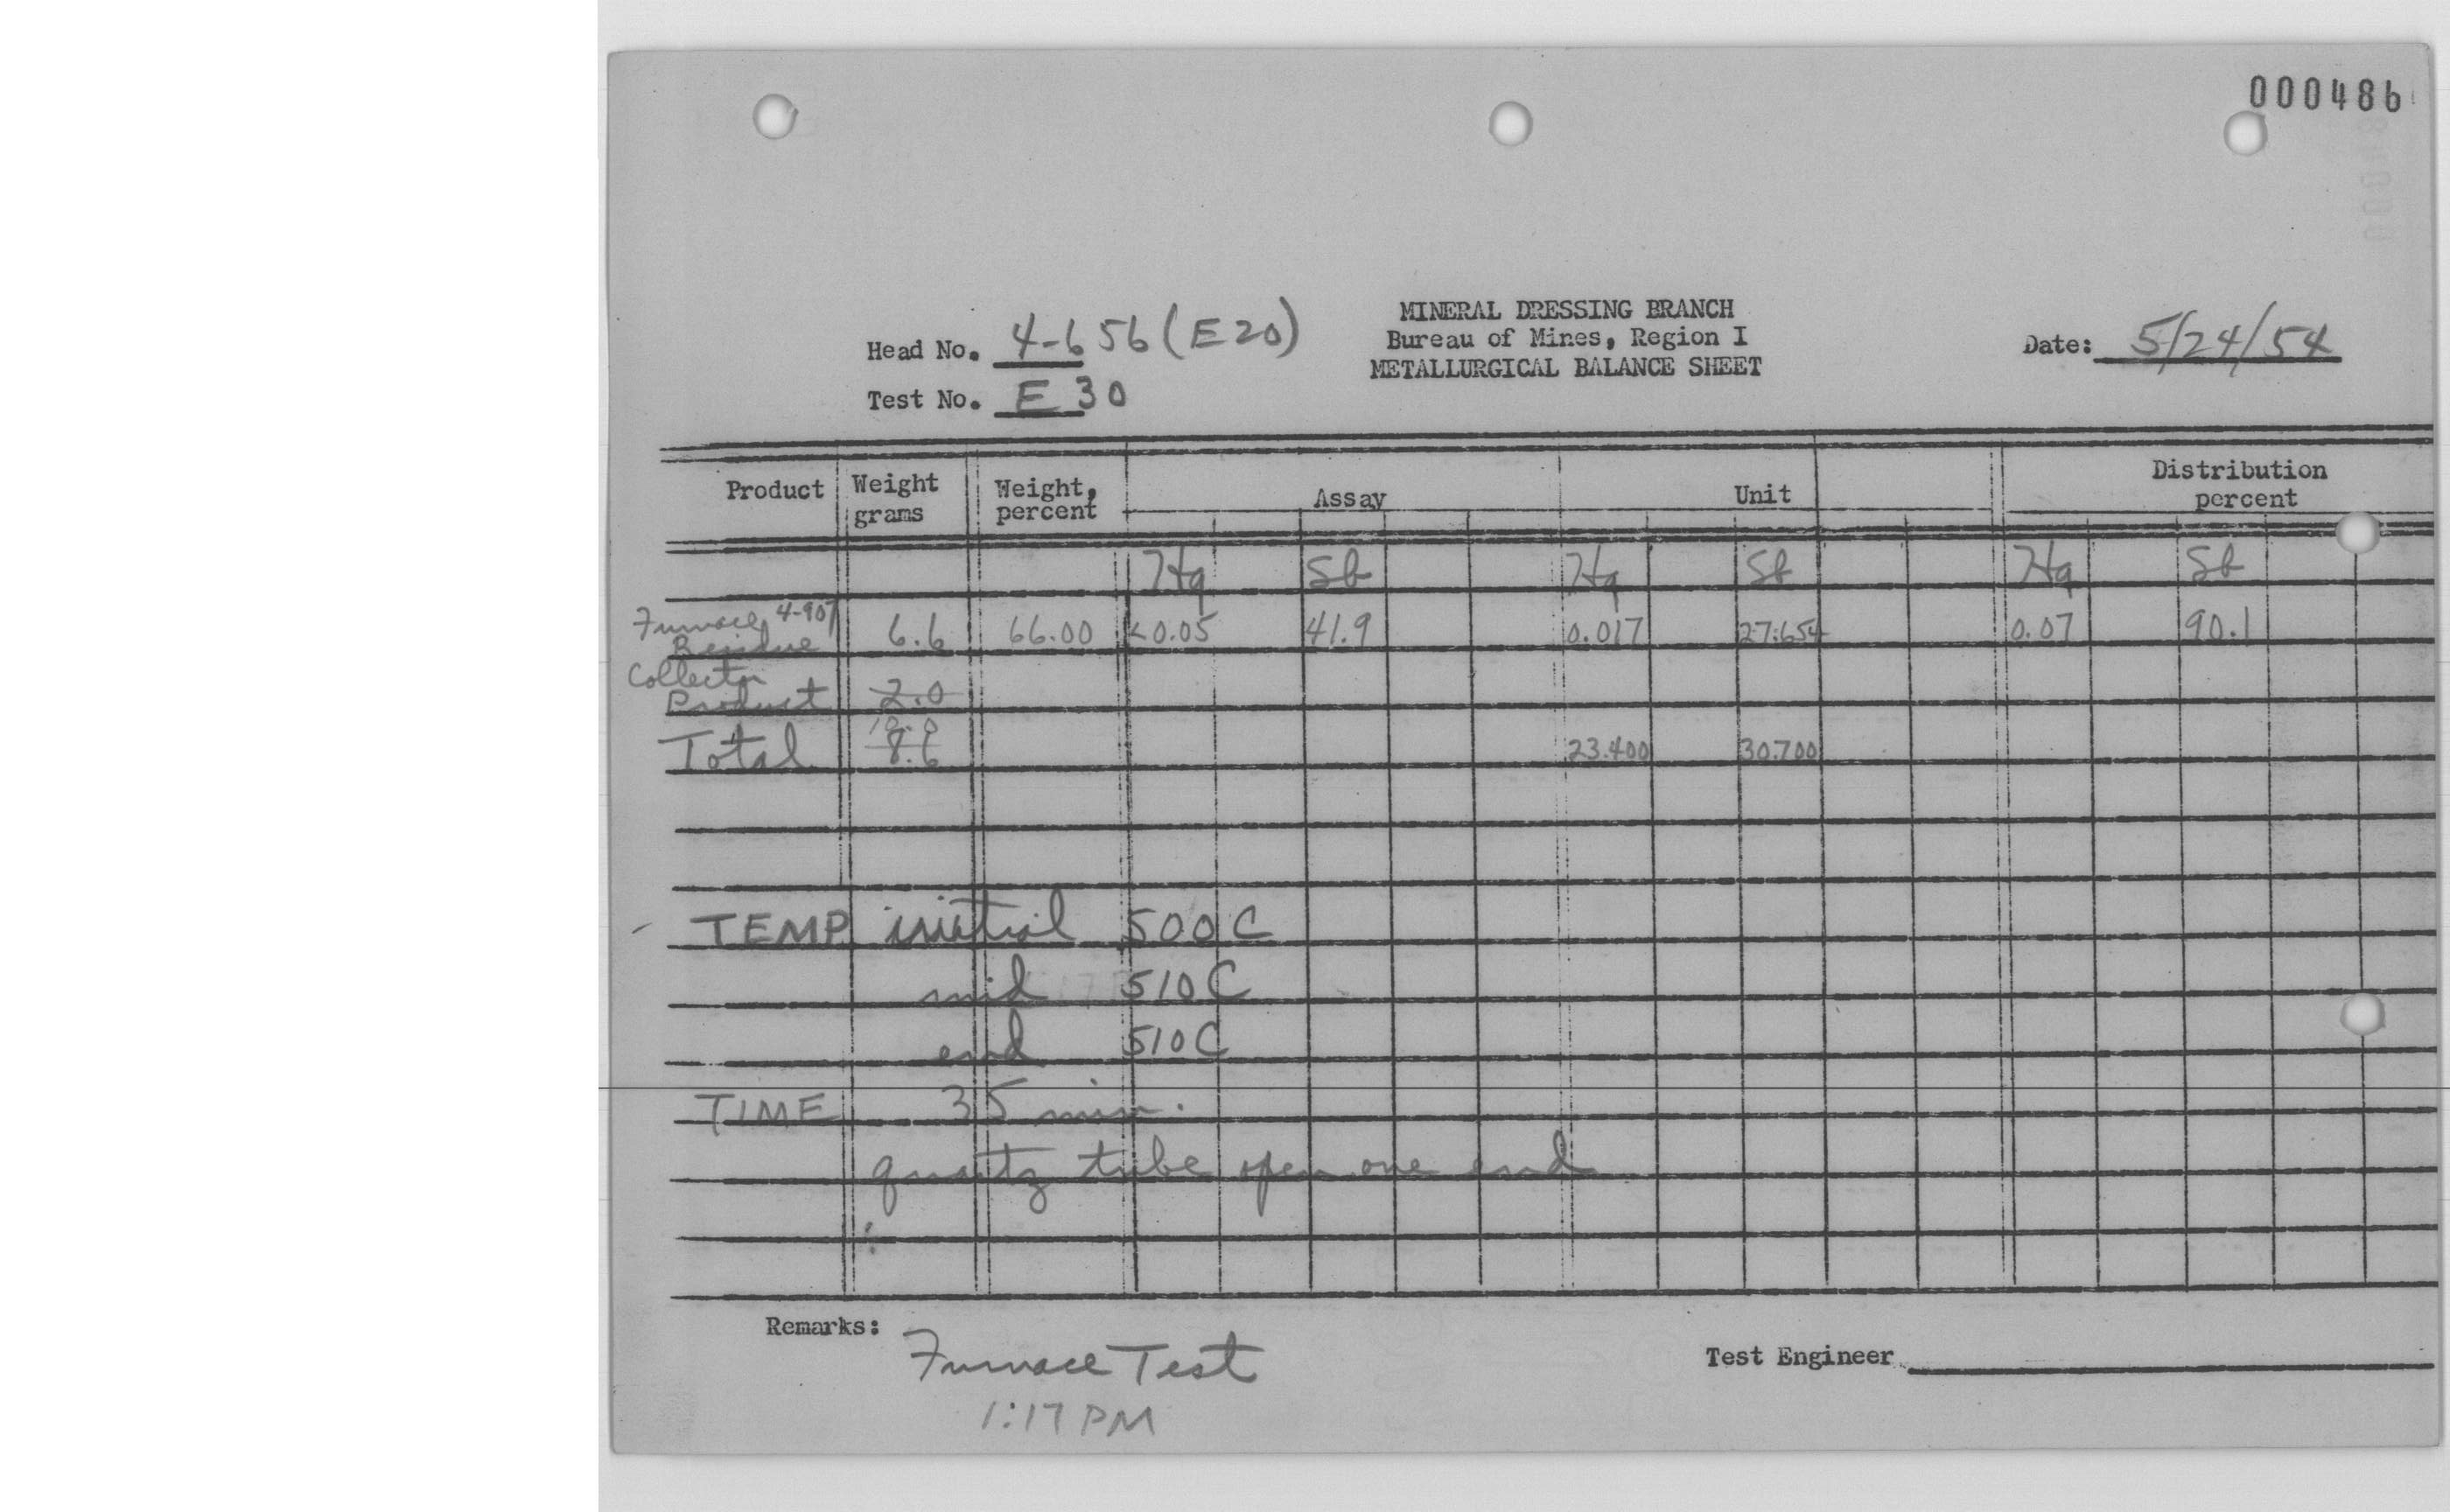 000486
MINERAL DRESSING BRANCH
Head No. 4-656 (E20) Bureau of Mines, Region I Date: 5/24/54
METALLURGICAL BALANCE SHEET
Test No. E 30
Product Weight grams Weight, percent Assay Unit Distribution percent
Hg Sb Hg Sb Hg Sb
Furnace 4-907
Residue 6.6 66.00 <0.05 41.9 0.017 27.654 0.07 90.1
Collector
Product 2.0
10.0
Total 8.6 23.400 30.700
TEMP initial 500 C
mid 510 C
end 510 C
TIME 35 min.
quartz tube open one end
Remarks:
Furnace Test Test Engineer
1:17 PM